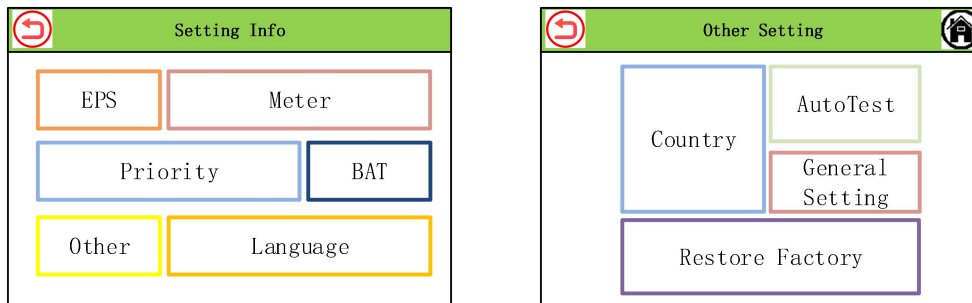 Setting Info
EPS
Meter
Priority
BAT
Other
Language
Other Setting
Country
AutoTest
General
Setting
Restore Factory